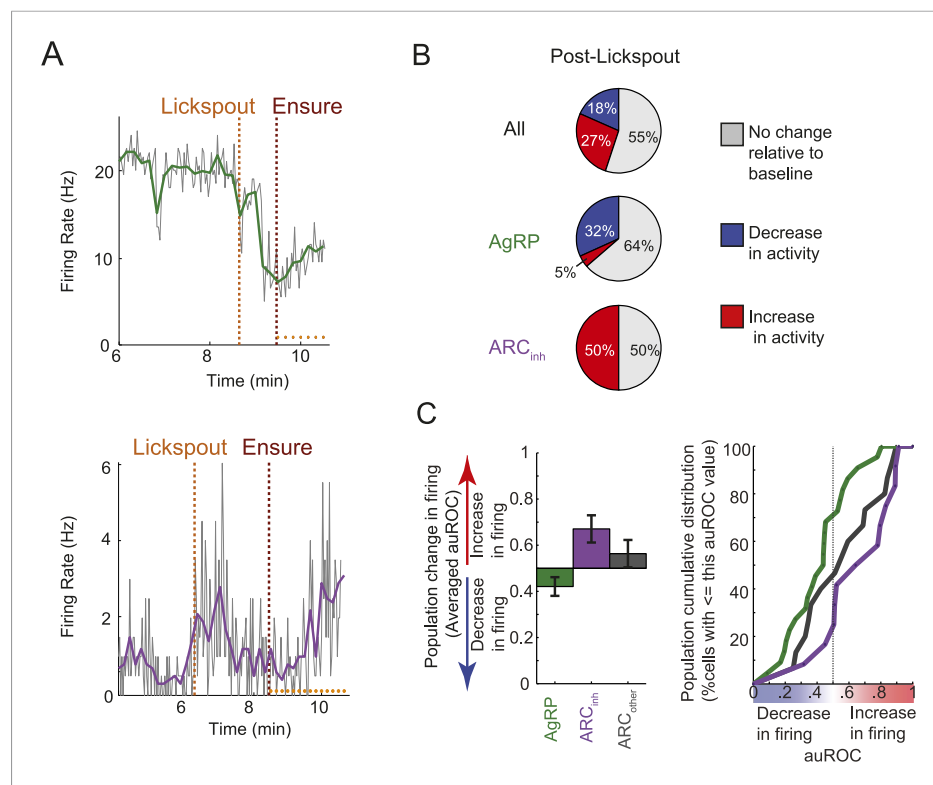 A
Lickspout Ensure
Firing Rate (Hz)
20
10
0
6 8 10
Time (min)
Lickspout Ensure
Firing Rate (Hz)
6
4
2
0
4 6 8 10
Time (min)
B
Post-Lickspout
All
18%
27%
55%
AgRP
32%
64%
5%
ARCinh
50%
50%
No change
relative to
baseline
Decrease
in activity
Increase
in activity
C
Population change in firing
(Averaged auROC)
Increase
in firing
Decrease
in firing
1
0.8
0.6
0.4
0.2
0
AgRP
ARCinh
ARCother
Population cumulative distribution
(%cells with <= this auROC value)
100
80
60
40
20
0 .2 .4 .6 .8 1
Decrease
in firing
Increase
in firing
auROC